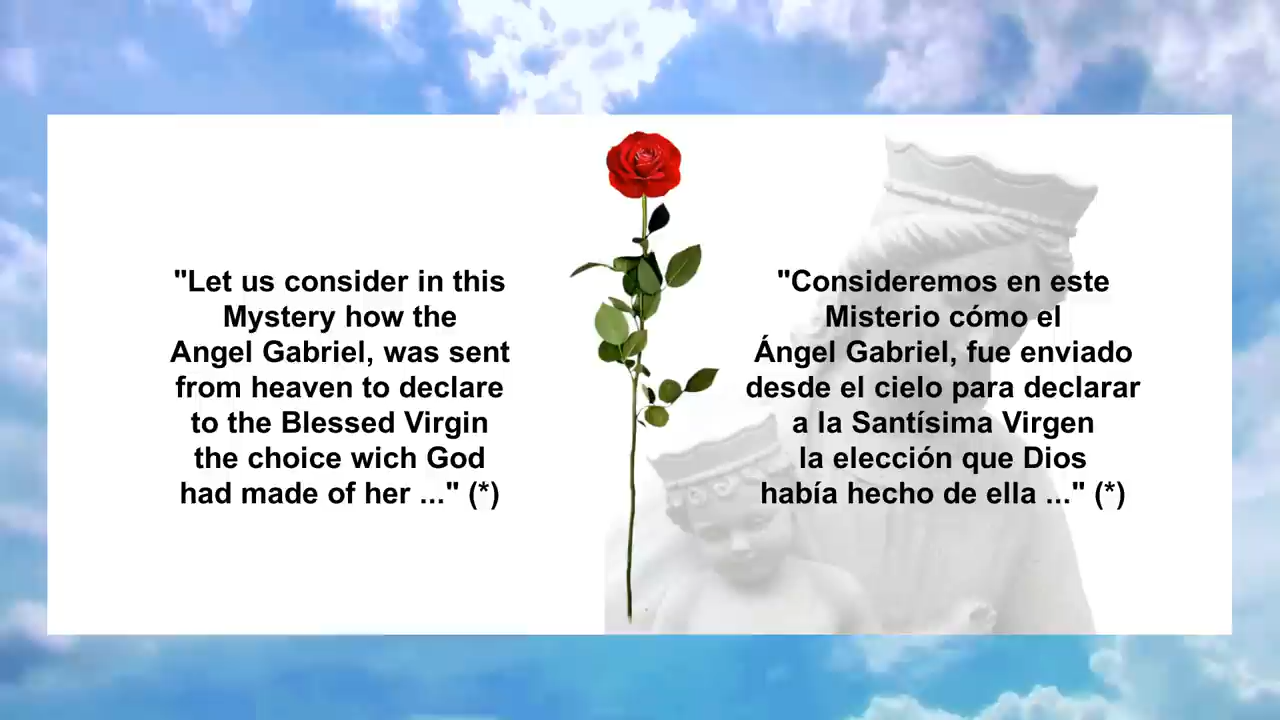 "Let us consider in this
Mystery how the
Angel Gabriel, was sent
from heaven to declare
to the Blessed Virgin
the choice wich God
had made of her ..." (*)
"Consideremos en este
Misterio cómo el
Ángel Gabriel, fue enviado
desde el cielo para declarar
a la Santísima Virgen
la elección que Dios
había hecho de ella ..." (*)